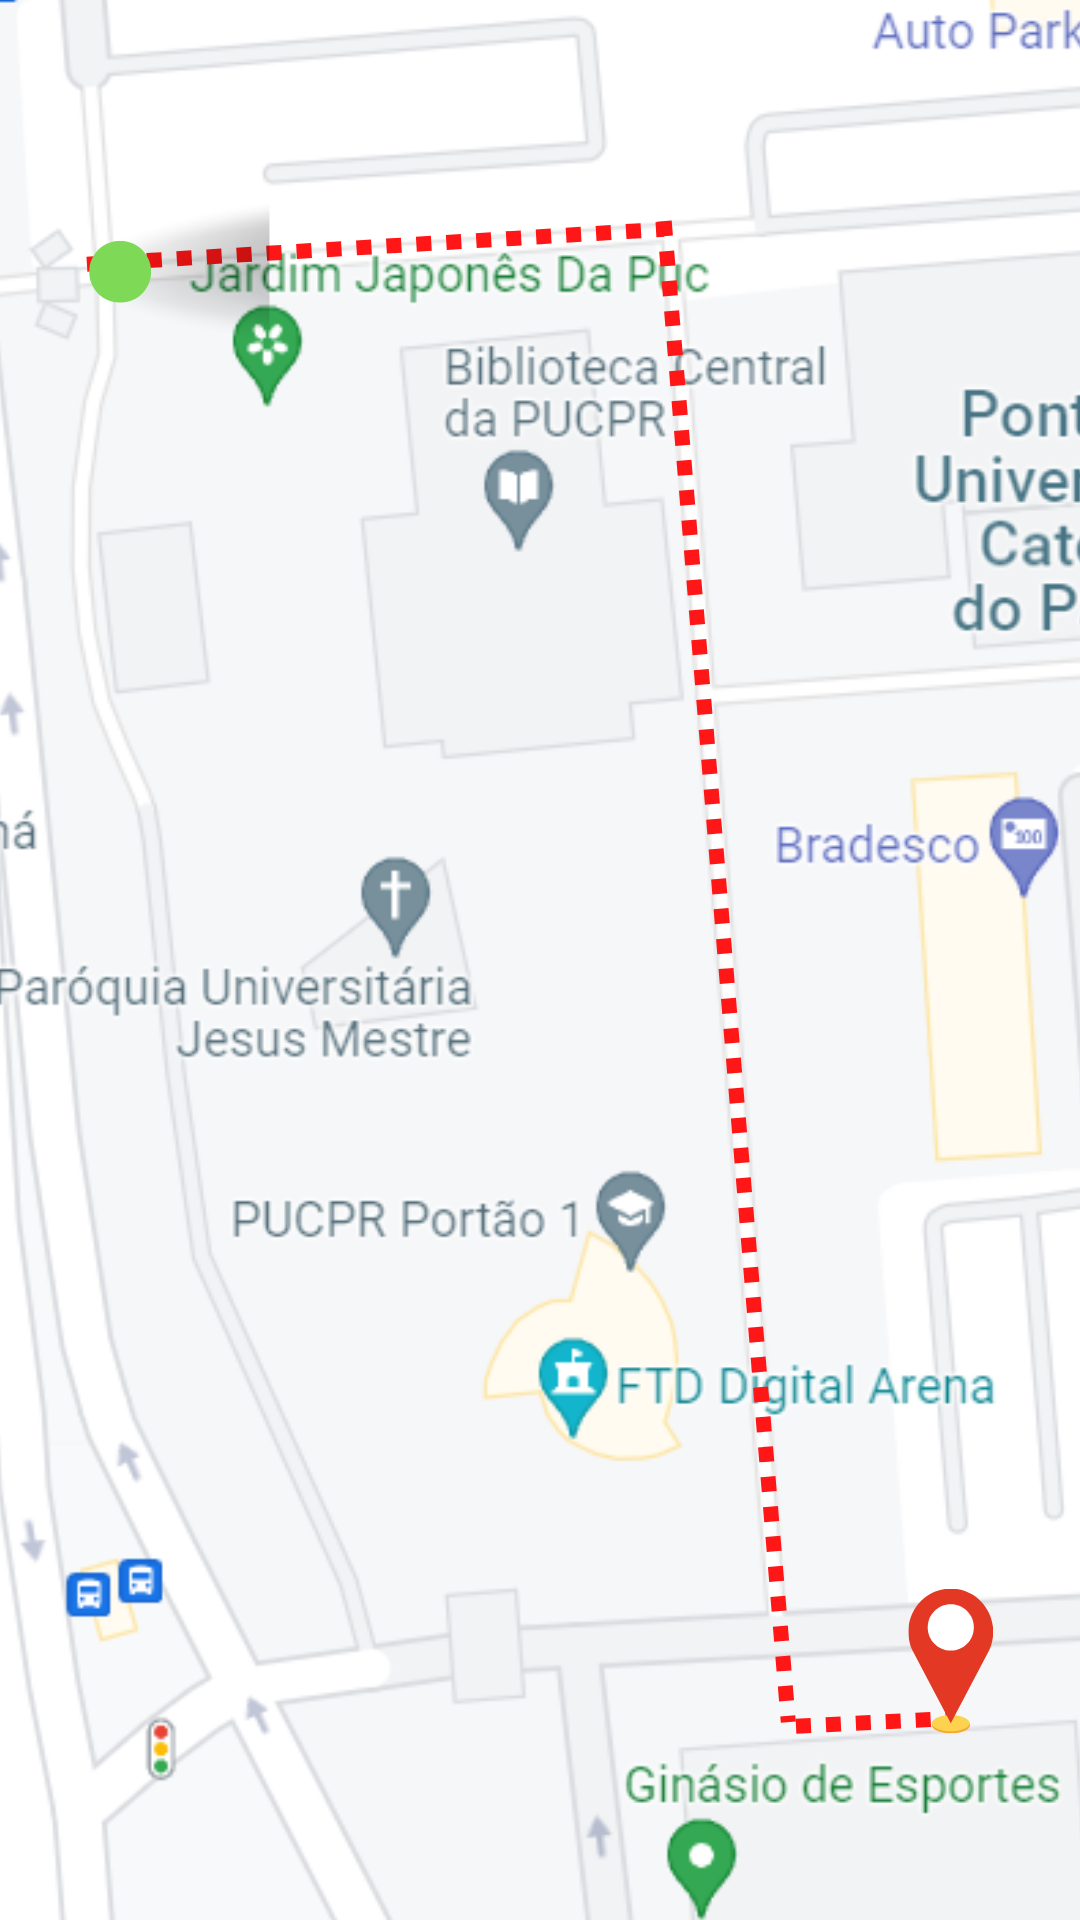 Auto Park
Jardim Japonês Da Puc
Biblioteca Central
da PUCPR
Pont
Univer
Cató
do P
Bradesco
100
Paróquia Universitária
Jesus Mestre
PUCPR Portão 1
FTD Digital Arena
Ginásio de Esportes